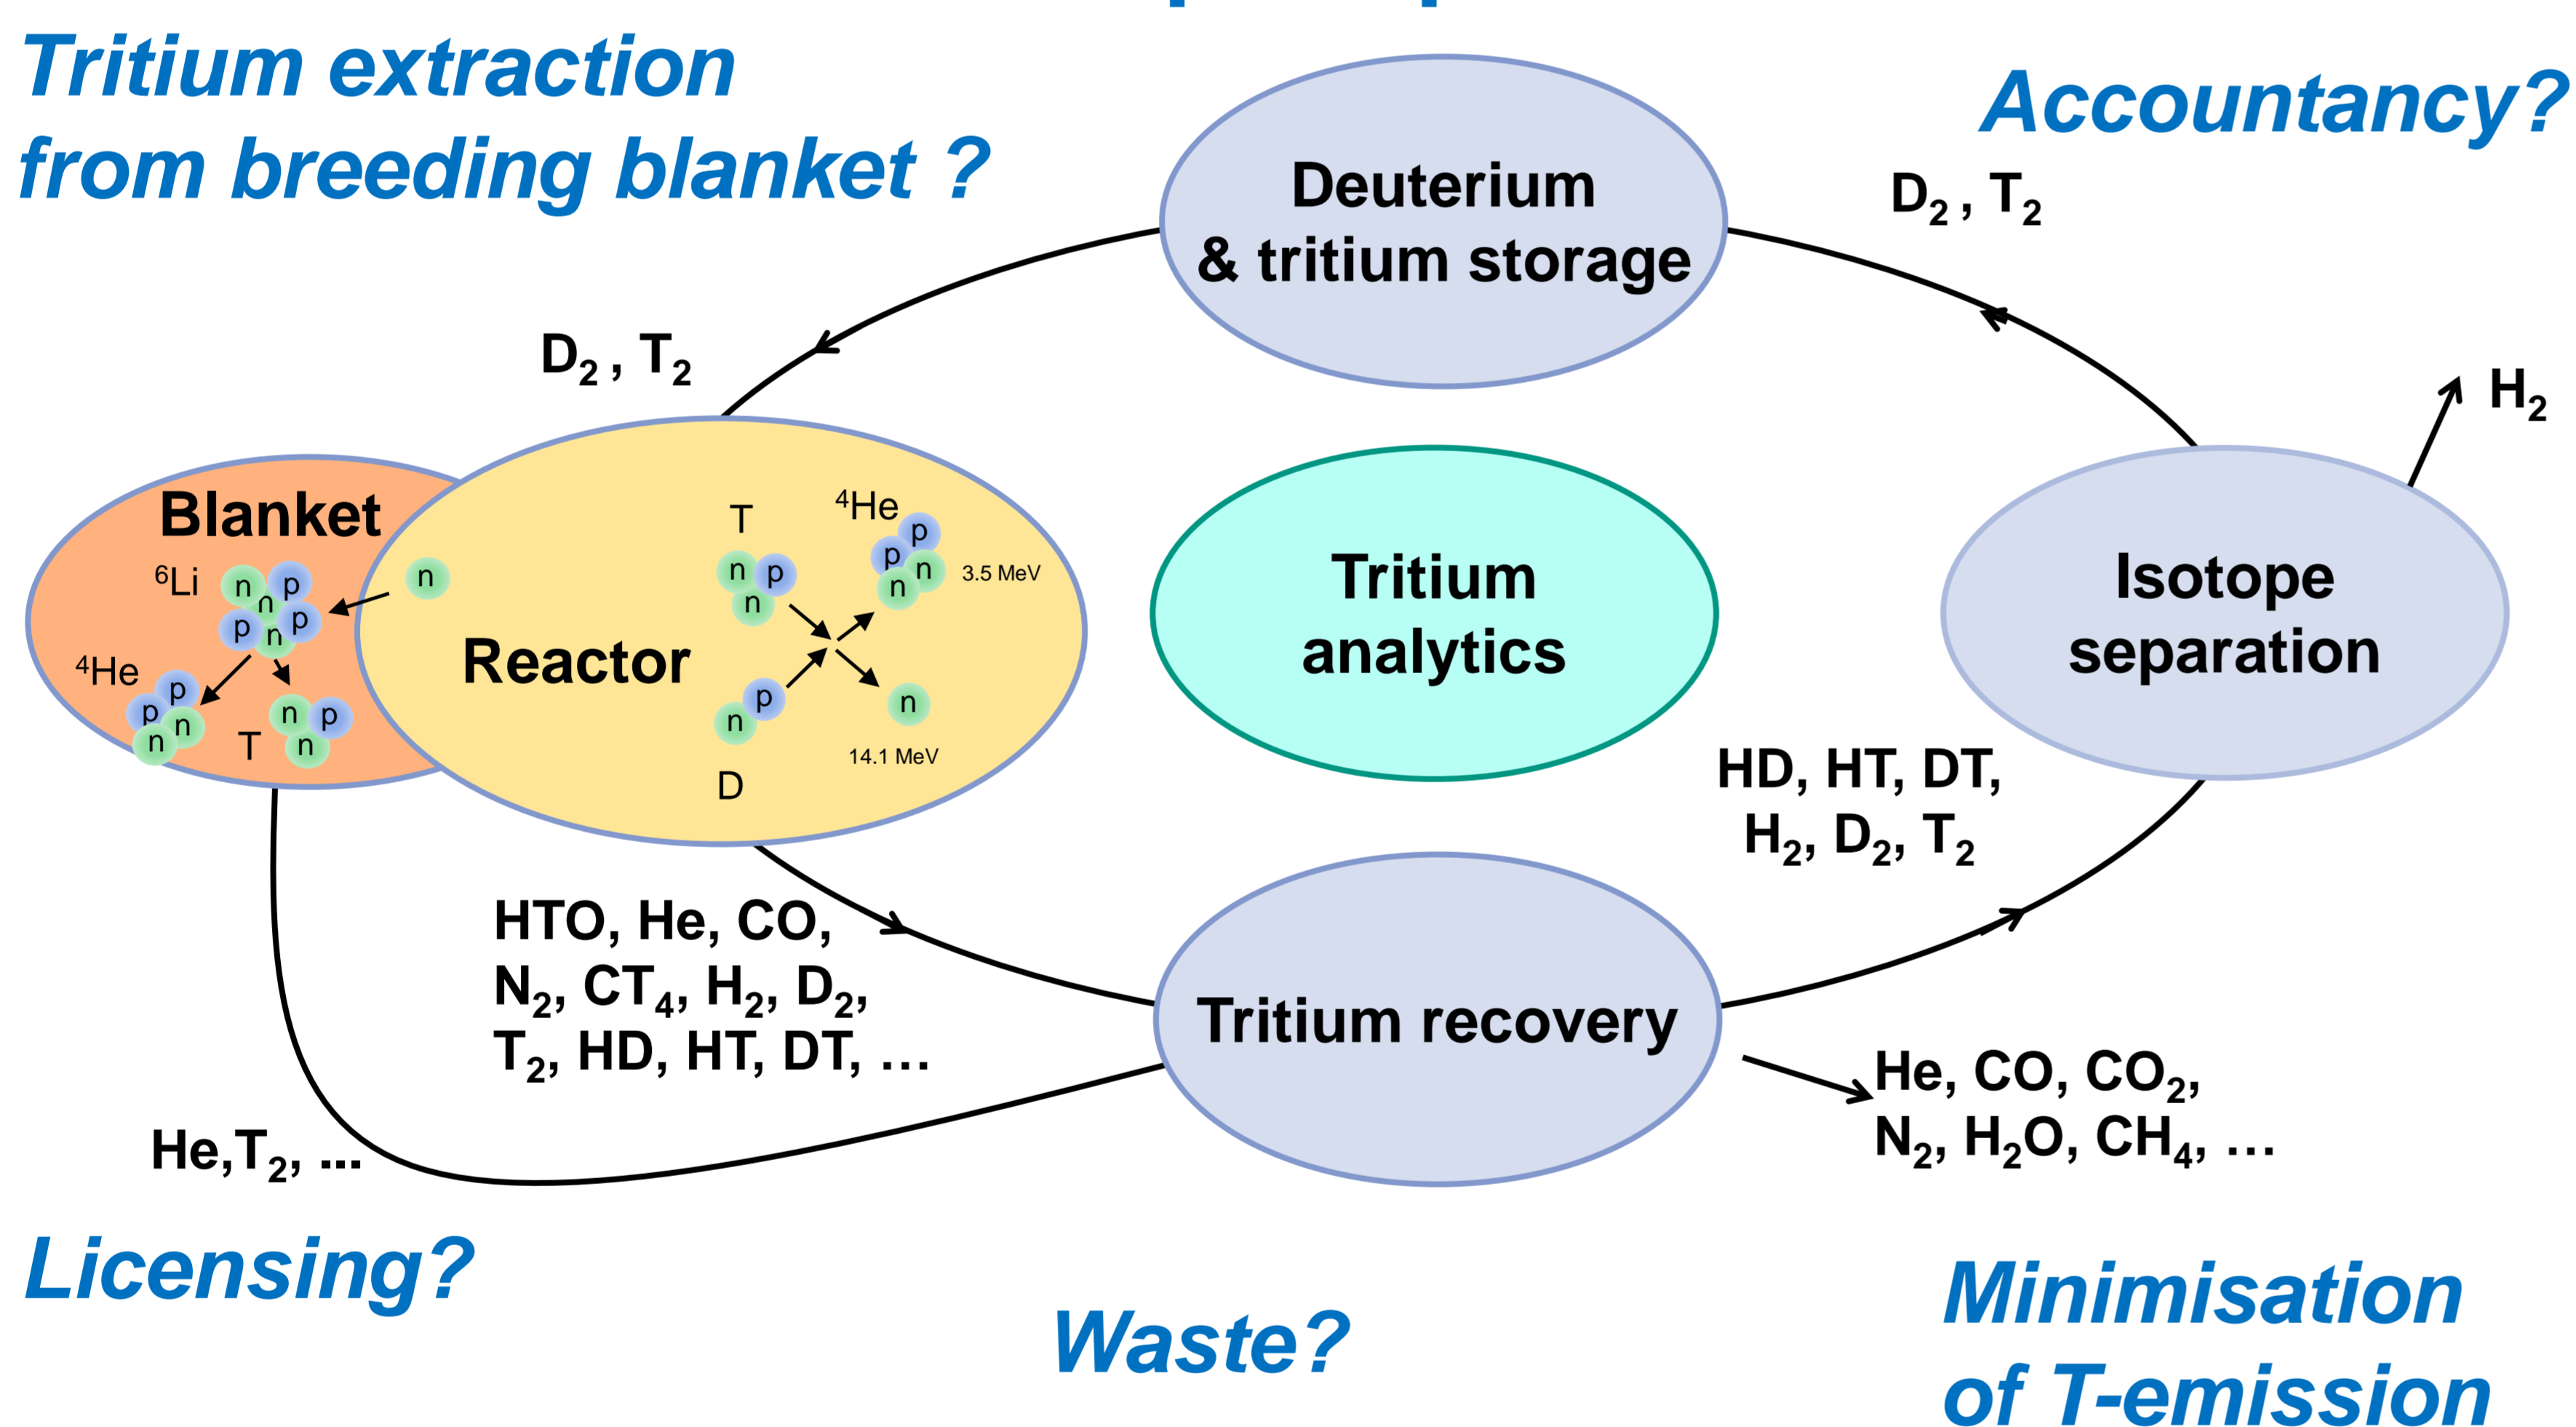 Tritium extraction
from breeding blanket ?
Accountancy?
Deuterium
& tritium storage
D₂ , T₂
D₂ , T₂
H₂
Blanket
⁶Li
n
p
n
p
p
n
n
⁴He
p
p
n
n
T
n
p
n
Reactor
T
n
p
n
⁴He
p
p
n
n
3.5 MeV
p
n
D
n
14.1 MeV
Tritium
analytics
Isotope
separation
HD, HT, DT,
H₂, D₂, T₂
HTO, He, CO,
N₂, CT₄, H₂, D₂,
T₂, HD, HT, DT, …
Tritium recovery
He, CO, CO₂,
N₂, H₂O, CH₄, …
He,T₂, ...
Licensing?
Waste?
Minimisation
of T-emission